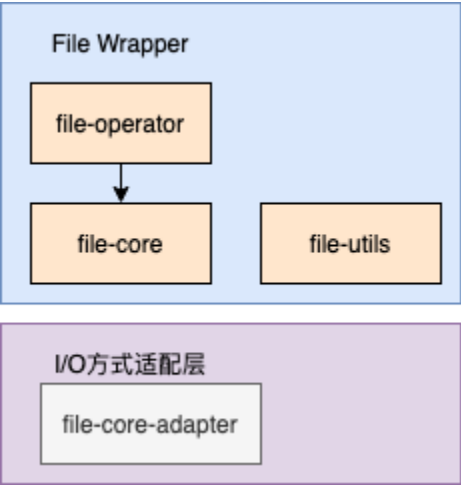 File Wrapper
file-operator
file-core
file-utils
I/O方式适配层
file-core-adapter